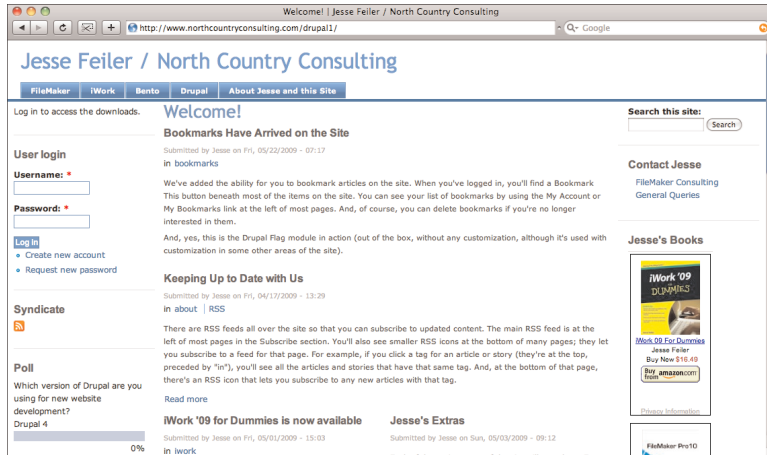 Welcome! | Jesse Feiler / North Country Consulting
http://www.northcountryconsulting.com/drupal1/
Google
Jesse Feiler / North Country Consulting
FileMaker
iWork
Bento
Drupal
About Jesse and this Site
Log in to access the downloads.
User login
Username: *
Password: *
Log in
Create new account
Request new password
Syndicate
Poll
Which version of Drupal are you
using for new website
development?
Drupal 4
0%
Welcome!
Bookmarks Have Arrived on the Site
Submitted by Jesse on Fri, 05/22/2009 - 07:17
in bookmarks
We've added the ability for you to bookmark articles on the site. When you've logged in, you'll find a Bookmark
This button beneath most of the items on the site. You can see your list of bookmarks by using the My Account or
My Bookmarks link at the left of most pages. And, of course, you can delete bookmarks if you're no longer
interested in them.
And, yes, this is the Drupal Flag module in action (out of the box, without any customization, although it's used with
customization in some other areas of the site).
Keeping Up to Date with Us
Submitted by Jesse on Fri, 04/17/2009 - 13:29
in about | RSS
There are RSS feeds all over the site so that you can subscribe to updated content. The main RSS feed is at the
left of most pages in the Subscribe section. You'll also see smaller RSS icons at the bottom of many pages; they let
you subscribe to a feed for that page. For example, if you click a tag for an article or story (they're at the top,
preceded by "in"), you'll see all the articles and stories that have that same tag. And, at the bottom of that page,
there's an RSS icon that lets you subscribe to any new articles with that tag.
Read more
iWork '09 for Dummies is now available
Submitted by Jesse on Fri, 05/01/2009 - 15:03
in iwork
Jesse's Extras
Submitted by Jesse on Sun, 05/03/2009 - 09:12
Search this site:
Search
Contact Jesse
FileMaker Consulting
General Queries
Jesse's Books
iWork '09
DUMMIES
iWork 09 For Dummies
Jesse Feiler
Buy New $16.49
Buy from amazon.com
Privacy Information
FileMaker Pro10